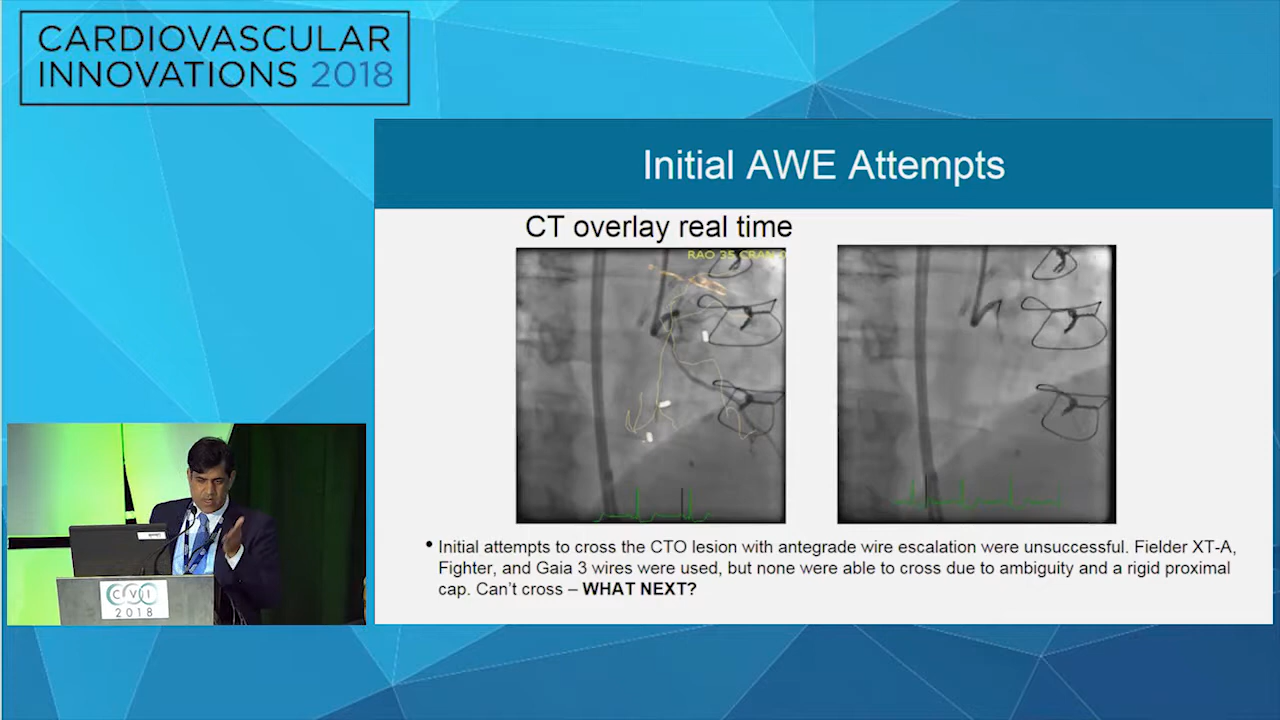 CARDIOVASCULAR
INNOVATIONS 2018
Initial AWE Attempts
CT overlay real time
RAO 35 CRAN
• Initial attempts to cross the CTO lesion with antegrade wire escalation were unsuccessful. Fielder XT-A,
Fighter, and Gaia 3 wires were used, but none were able to cross due to ambiguity and a rigid proximal
cap. Can’t cross – WHAT NEXT?
CVI
2018